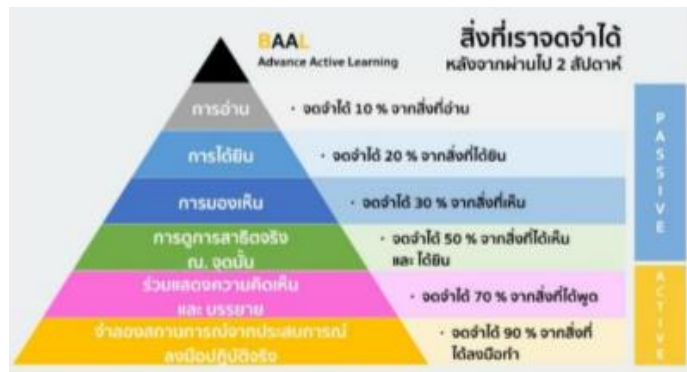 BAAL
Advance Active Learning
สิ่งที่เราจดจำได้
หลังจากผ่านไป 2 สัปดาห์
การอ่าน
• จดจำได้ 10 % จากสิ่งที่อ่าน
การได้ยิน
• จดจำได้ 20 % จากสิ่งที่ได้ยิน
การมองเห็น
• จดจำได้ 30 % จากสิ่งที่เห็น
การดูการสาธิตจริง
ณ. จุดนั้น
• จดจำได้ 50 % จากสิ่งที่ได้เห็น
และ ได้ยิน
ร่วมแสดงความคิดเห็น
และ บรรยาย
• จดจำได้ 70 % จากสิ่งที่ได้พูด
จำลองสถานการณ์จากประสบการณ์
ลงมือปฏิบัติจริง
• จดจำได้ 90 % จากสิ่งที่
ได้ลงมือทำ
PASSIVE
ACTIVE